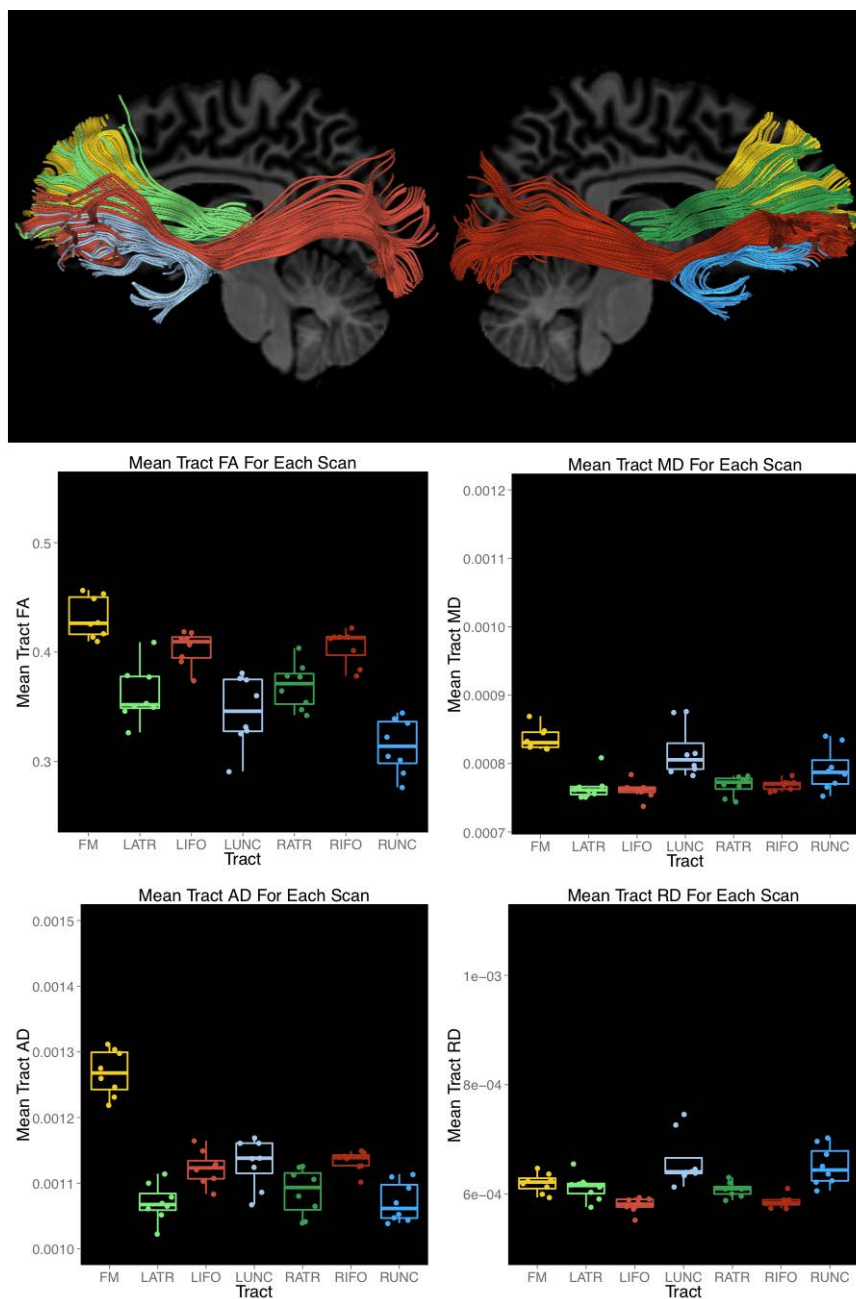 Mean Tract FA For Each Scan
Mean Tract FA
0.5
0.4
0.3
FM LATR LIFO LUNC RATR RIFO RUNC
Tract
Mean Tract MD For Each Scan
Mean Tract MD
0.0012
0.0010
0.0009
0.0008
0.0007
FM LATR LIFO LUNC RATR RIFO RUNC
Tract
Mean Tract AD For Each Scan
Mean Tract AD
0.0015
0.0014
0.0013
0.0012
0.0011
0.0010
FM LATR LIFO LUNC RATR RIFO RUNC
Tract
Mean Tract RD For Each Scan
Mean Tract RD
1e-03
8e-04
6e-04
FM LATR LIFO LUNC RATR RIFO RUNC
Tract